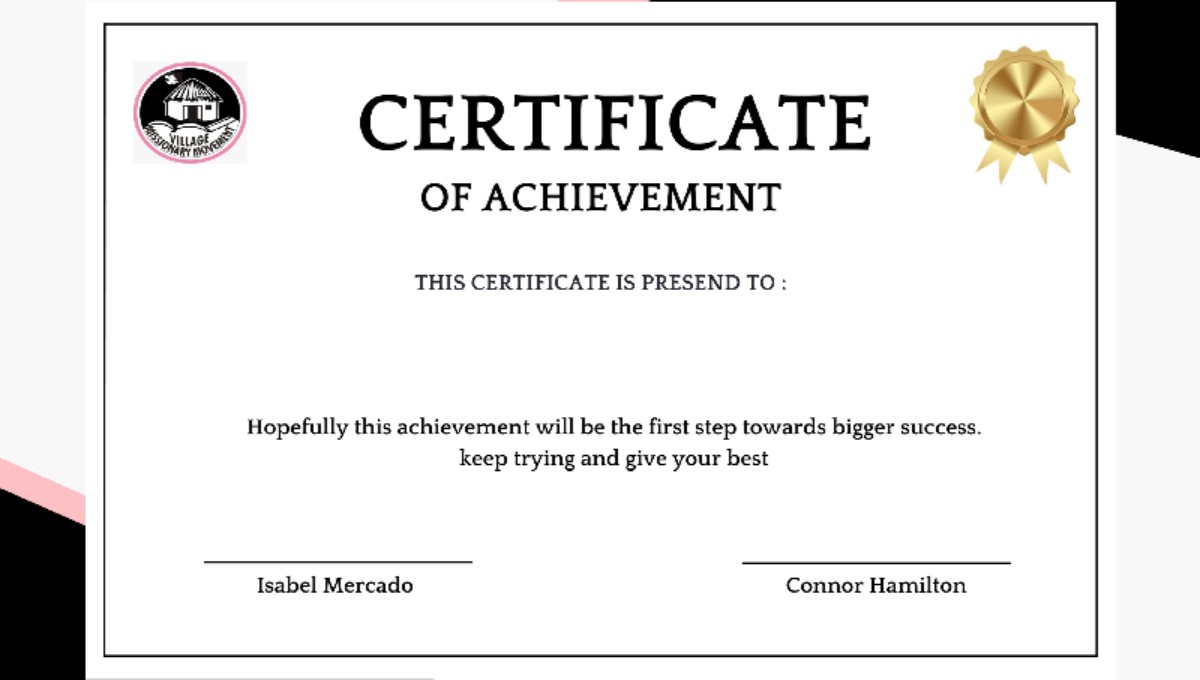 VILLAGE
MISSIONARY MOVEMENT
CERTIFICATE
OF ACHIEVEMENT
THIS CERTIFICATE IS PRESEND TO :
Hopefully this achievement will be the first step towards bigger success.
keep trying and give your best
Isabel Mercado
Connor Hamilton